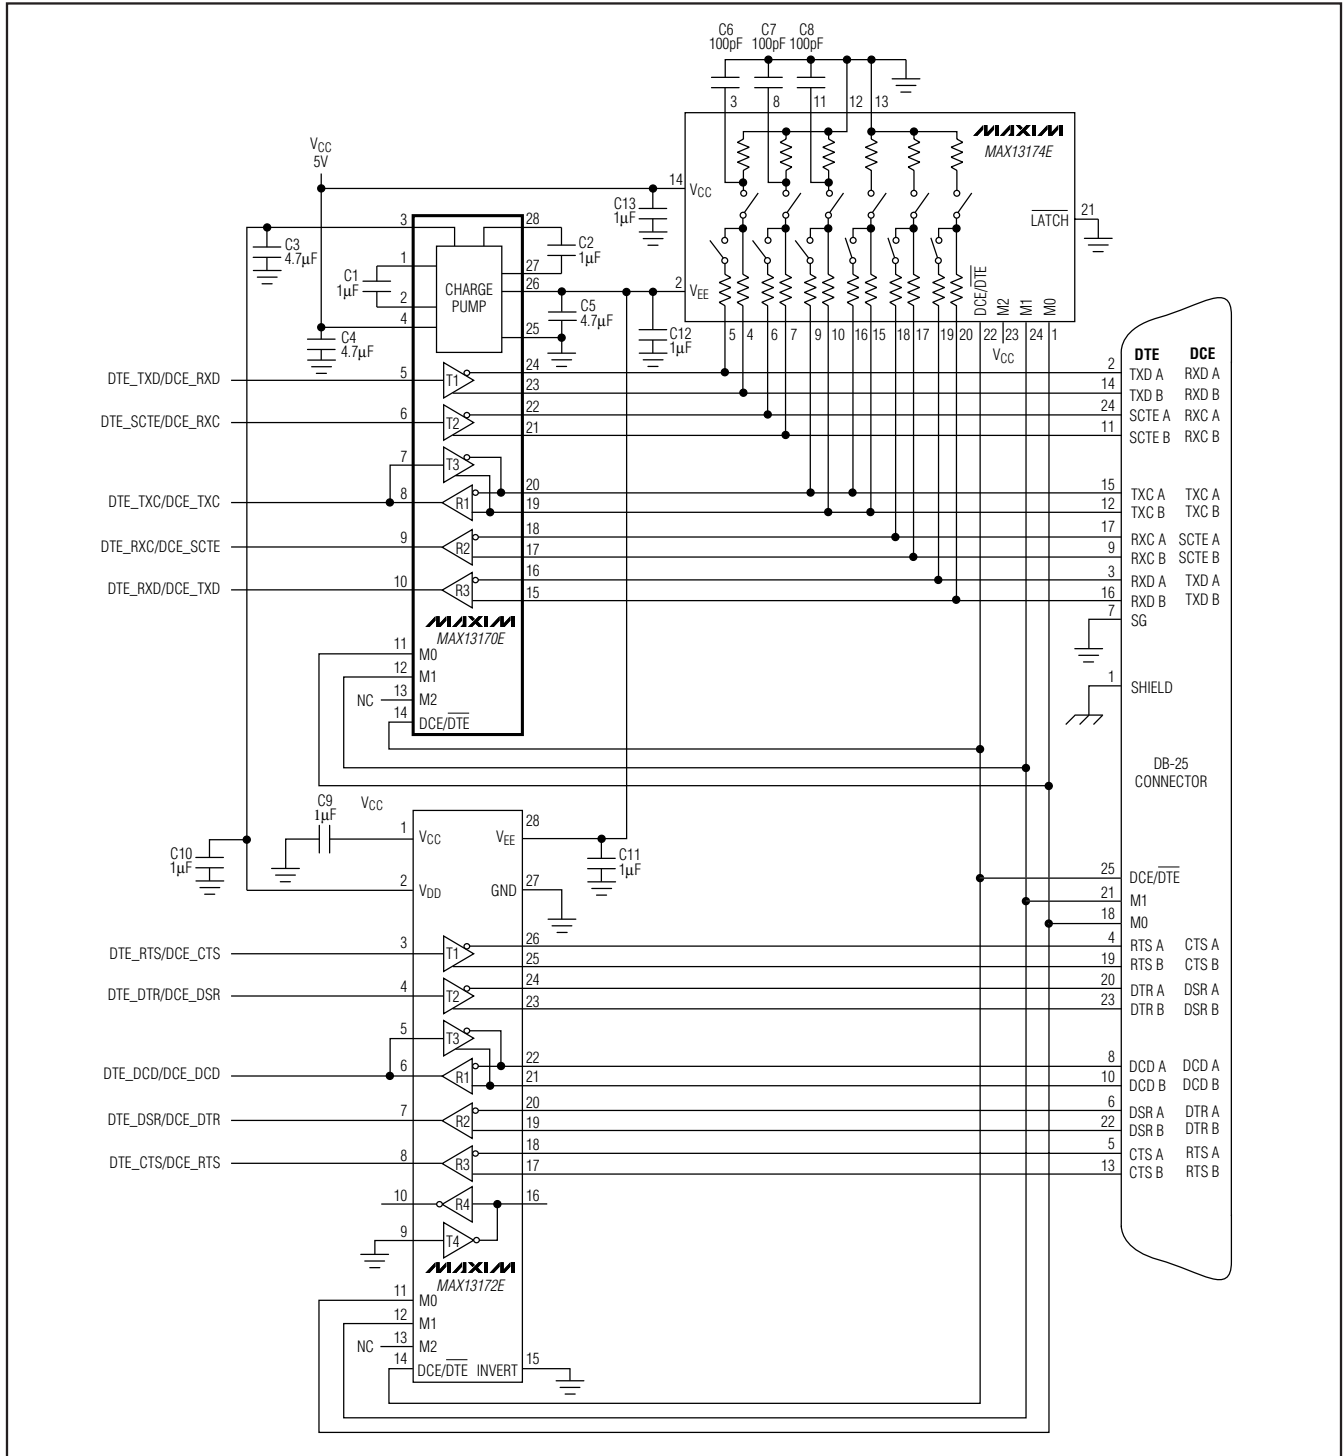 C6 C7 C8
100pF 100pF 100pF
3 8 11 12 13
MAXIM
MAX13174E
VCC
5V
14 VCC
C13
1µF
LATCH 21
3 28
C3
4.7µF
C2
1µF
1 27
C1
1µF
CHARGE
PUMP
26
2
2 VEE
4 25
C5
4.7µF
C12
1µF
C4
4.7µF
DCE/DTE M2 M1 M0
5 4 6 7 9 10 16 15 18 17 19 20 22 23 24 1
VCC
DTE DCE
DTE_TXD/DCE_RXD 5 T1 24 2 TXD A RXD A
23 14 TXD B RXD B
DTE_SCTE/DCE_RXC 6 T2 22 24 SCTE A RXC A
21 11 SCTE B RXC B
7 T3
DTE_TXC/DCE_TXC 8 R1 20 15 TXC A TXC A
19 12 TXC B TXC B
DTE_RXC/DCE_SCTE 9 R2 18 17 RXC A SCTE A
17 9 RXC B SCTE B
DTE_RXD/DCE_TXD 10 R3 16 3 RXD A TXD A
15 16 RXD B TXD B
7 SG
MAXIM
MAX13170E
11 M0
12 M1
NC 13 M2
14 DCE/DTE
1 SHIELD
DB-25
CONNECTOR
C9
1µF
VCC
1 VCC VEE 28
C10
1µF
C11
1µF
2 VDD GND 27
25 DCE/DTE
21 M1
18 M0
DTE_RTS/DCE_CTS 3 T1 26 4 RTS A CTS A
25 19 RTS B CTS B
DTE_DTR/DCE_DSR 4 T2 24 20 DTR A DSR A
23 23 DTR B DSR B
5 T3
DTE_DCD/DCE_DCD 6 R1 22 8 DCD A DCD A
21 10 DCD B DCD B
DTE_DSR/DCE_DTR 7 R2 20 6 DSR A DTR A
19 22 DSR B DTR B
DTE_CTS/DCE_RTS 8 R3 18 5 CTS A RTS A
17 13 CTS B RTS B
10 R4 16
9 T4
MAXIM
MAX13172E
11 M0
12 M1
NC 13 M2
14 DCE/DTE INVERT 15